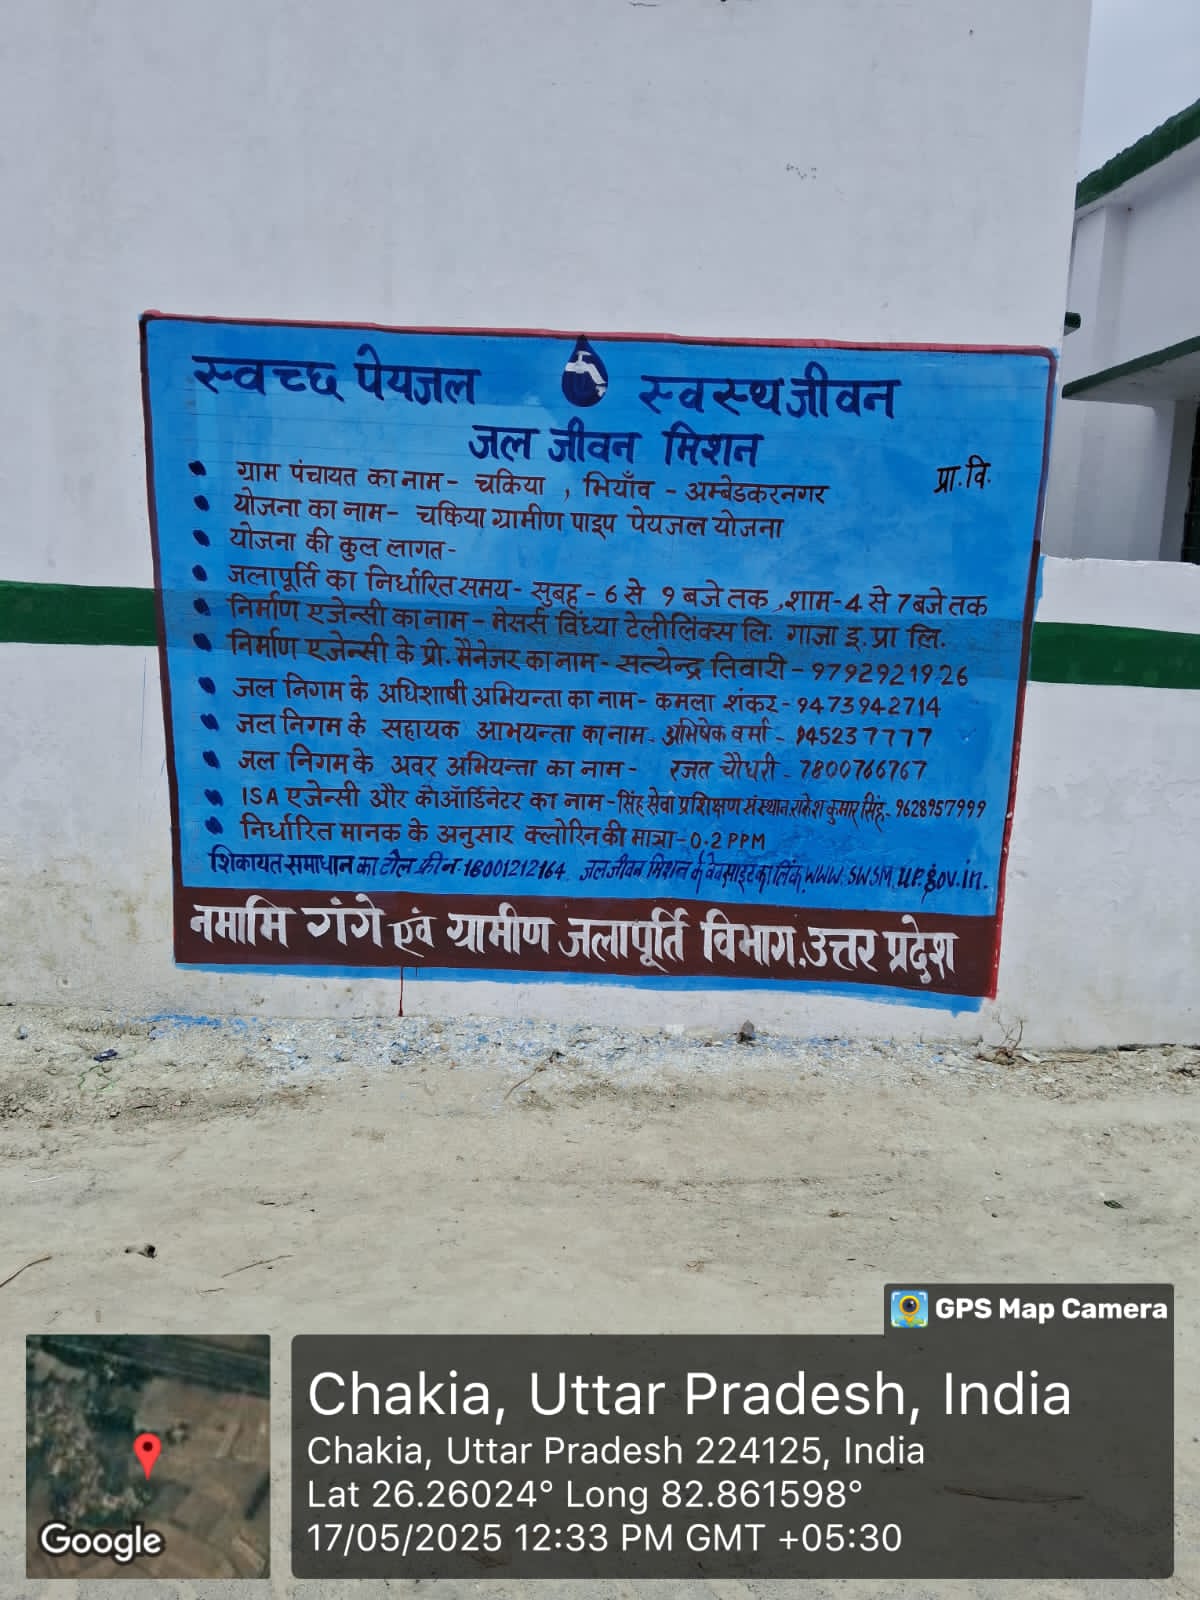 स्वच्छ पेयजल स्वस्थ जीवन
जल जीवन मिशन
प्रा. वि.
ग्राम पंचायत का नाम - चकिया , भियाँव - अम्बेडकरनगर
योजना का नाम - चकिया ग्रामीण पाइप पेयजल योजना
योजना की कुल लागत -
जलापूर्ति का निर्धारित समय - सुबह - 6 से 9 बजे तक , शाम - 4 से 7 बजे तक
निर्माण एजेन्सी का नाम - मेसर्स विंध्या टेलीलिंक्स लि. गाजा इ. प्रा लि.
निर्माण एजेन्सी के प्रो. मैनेजर का नाम - सत्येन्द्र तिवारी - 9792921926
जल निगम के अधिशाषी अभियन्ता का नाम - कमला शंकर - 9473942714
जल निगम के सहायक आभयन्ता का नाम - अभिषेक वर्मा - 9452377777
जल निगम के अवर अभियन्ता का नाम - रजत चौधरी - 7800766767
ISA एजेन्सी और कोऑर्डिनेटर का नाम - सिंह सेवा प्रशिक्षण संस्थान, राकेश कुमार सिंह - 9628957999
निर्धारित मानक के अनुसार क्लोरिन की मात्रा - 0.2 PPM
शिकायत समाधान का टोल फ्री न. 18001212164 जल जीवन मिशन के वेवसाइट का लिंक WWW.SWSM.UP.gov.in.
नमामि गंगे एवं ग्रामीण जलापूर्ति विभाग, उत्तर प्रदेश
GPS Map Camera
Chakia, Uttar Pradesh, India
Chakia, Uttar Pradesh 224125, India
Lat 26.26024° Long 82.861598°
17/05/2025 12:33 PM GMT +05:30
Google